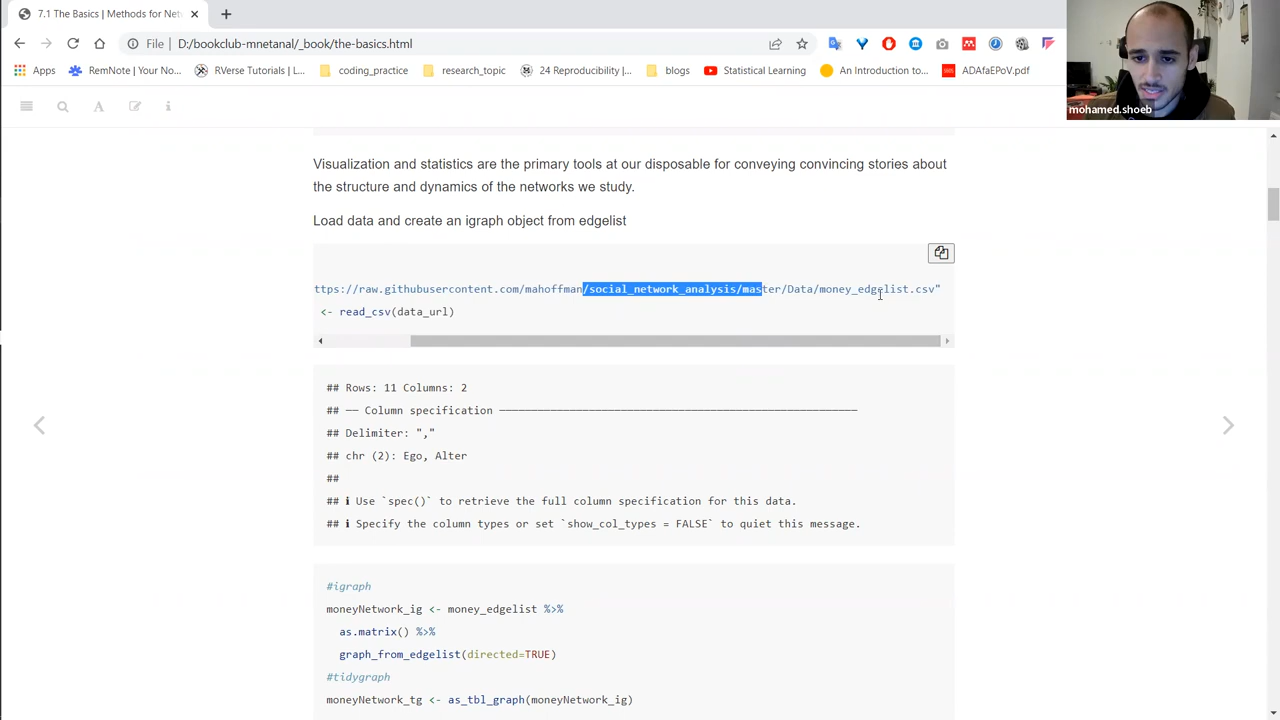 7.1 The Basics | Methods for Net
File | D:/bookclub-mnetanal/_book/the-basics.html
Apps RemNote | Your No... RVerse Tutorials | L... coding_practice research_topic 24 Reproducibility |... blogs Statistical Learning An Introduction to... ADAfaEPoV.pdf
mohamed.shoeb
Visualization and statistics are the primary tools at our disposable for conveying convincing stories about
the structure and dynamics of the networks we study.
Load data and create an igraph object from edgelist
ttps://raw.githubusercontent.com/mahoffman/social_network_analysis/master/Data/money_edgelist.csv"
<- read_csv(data_url)
## Rows: 11 Columns: 2
## ── Column specification ────────────────────────────────────────────────────────
## Delimiter: ","
## chr (2): Ego, Alter
##
## ℹ Use `spec()` to retrieve the full column specification for this data.
## ℹ Specify the column types or set `show_col_types = FALSE` to quiet this message.
#igraph
moneyNetwork_ig <- money_edgelist %>%
as.matrix() %>%
graph_from_edgelist(directed=TRUE)
#tidygraph
moneyNetwork_tg <- as_tbl_graph(moneyNetwork_ig)